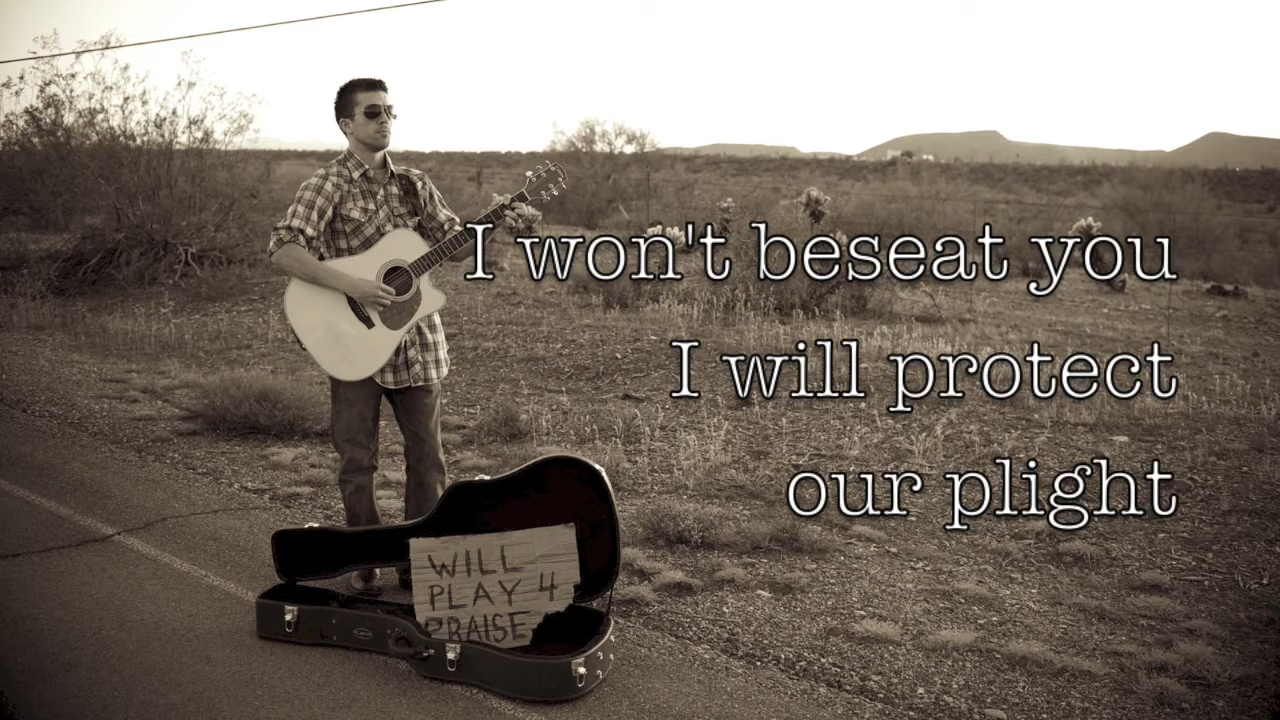 I won't beseat you
I will protect
our plight
WILL
PLAY 4
PRAISE